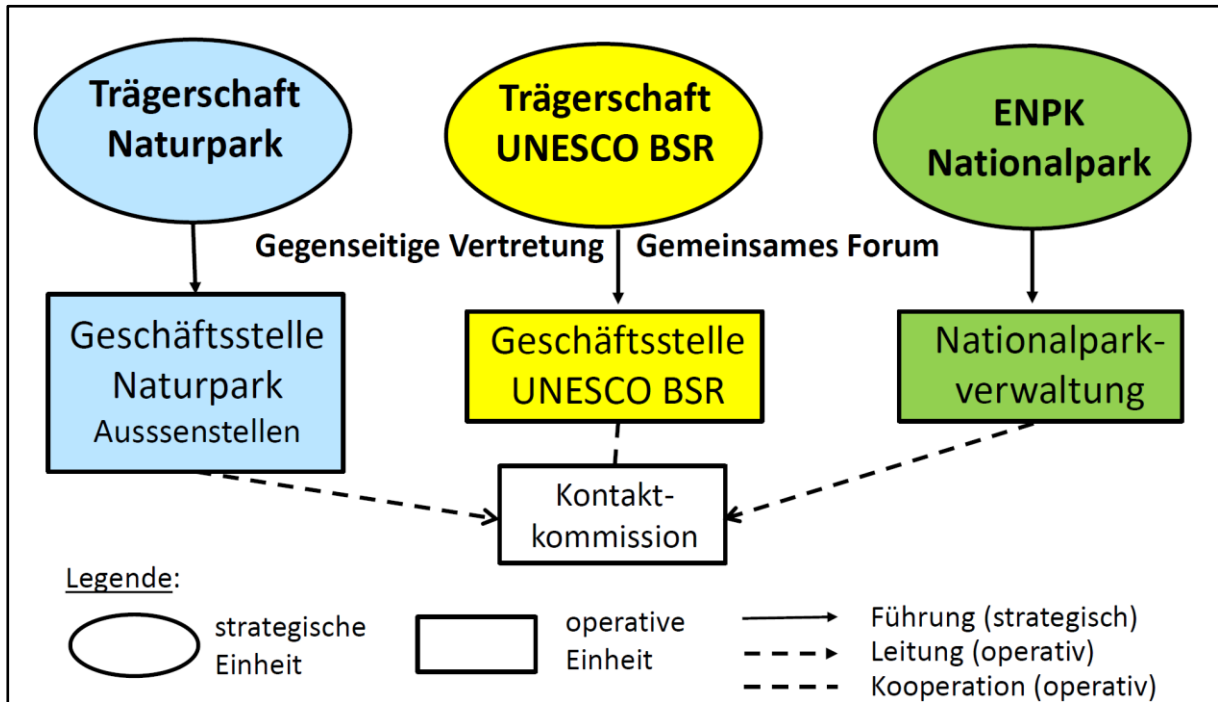 Trägerschaft
Naturpark
Trägerschaft
UNESCO BSR
ENPK
Nationalpark
Gegenseitige Vertretung
Gemeinsames Forum
Geschäftsstelle
Naturpark
Ausssenstellen
Geschäftsstelle
UNESCO BSR
Nationalpark-
verwaltung
Kontakt-
kommission
Legende:
strategische
Einheit
operative
Einheit
Führung (strategisch)
Leitung (operativ)
Kooperation (operativ)